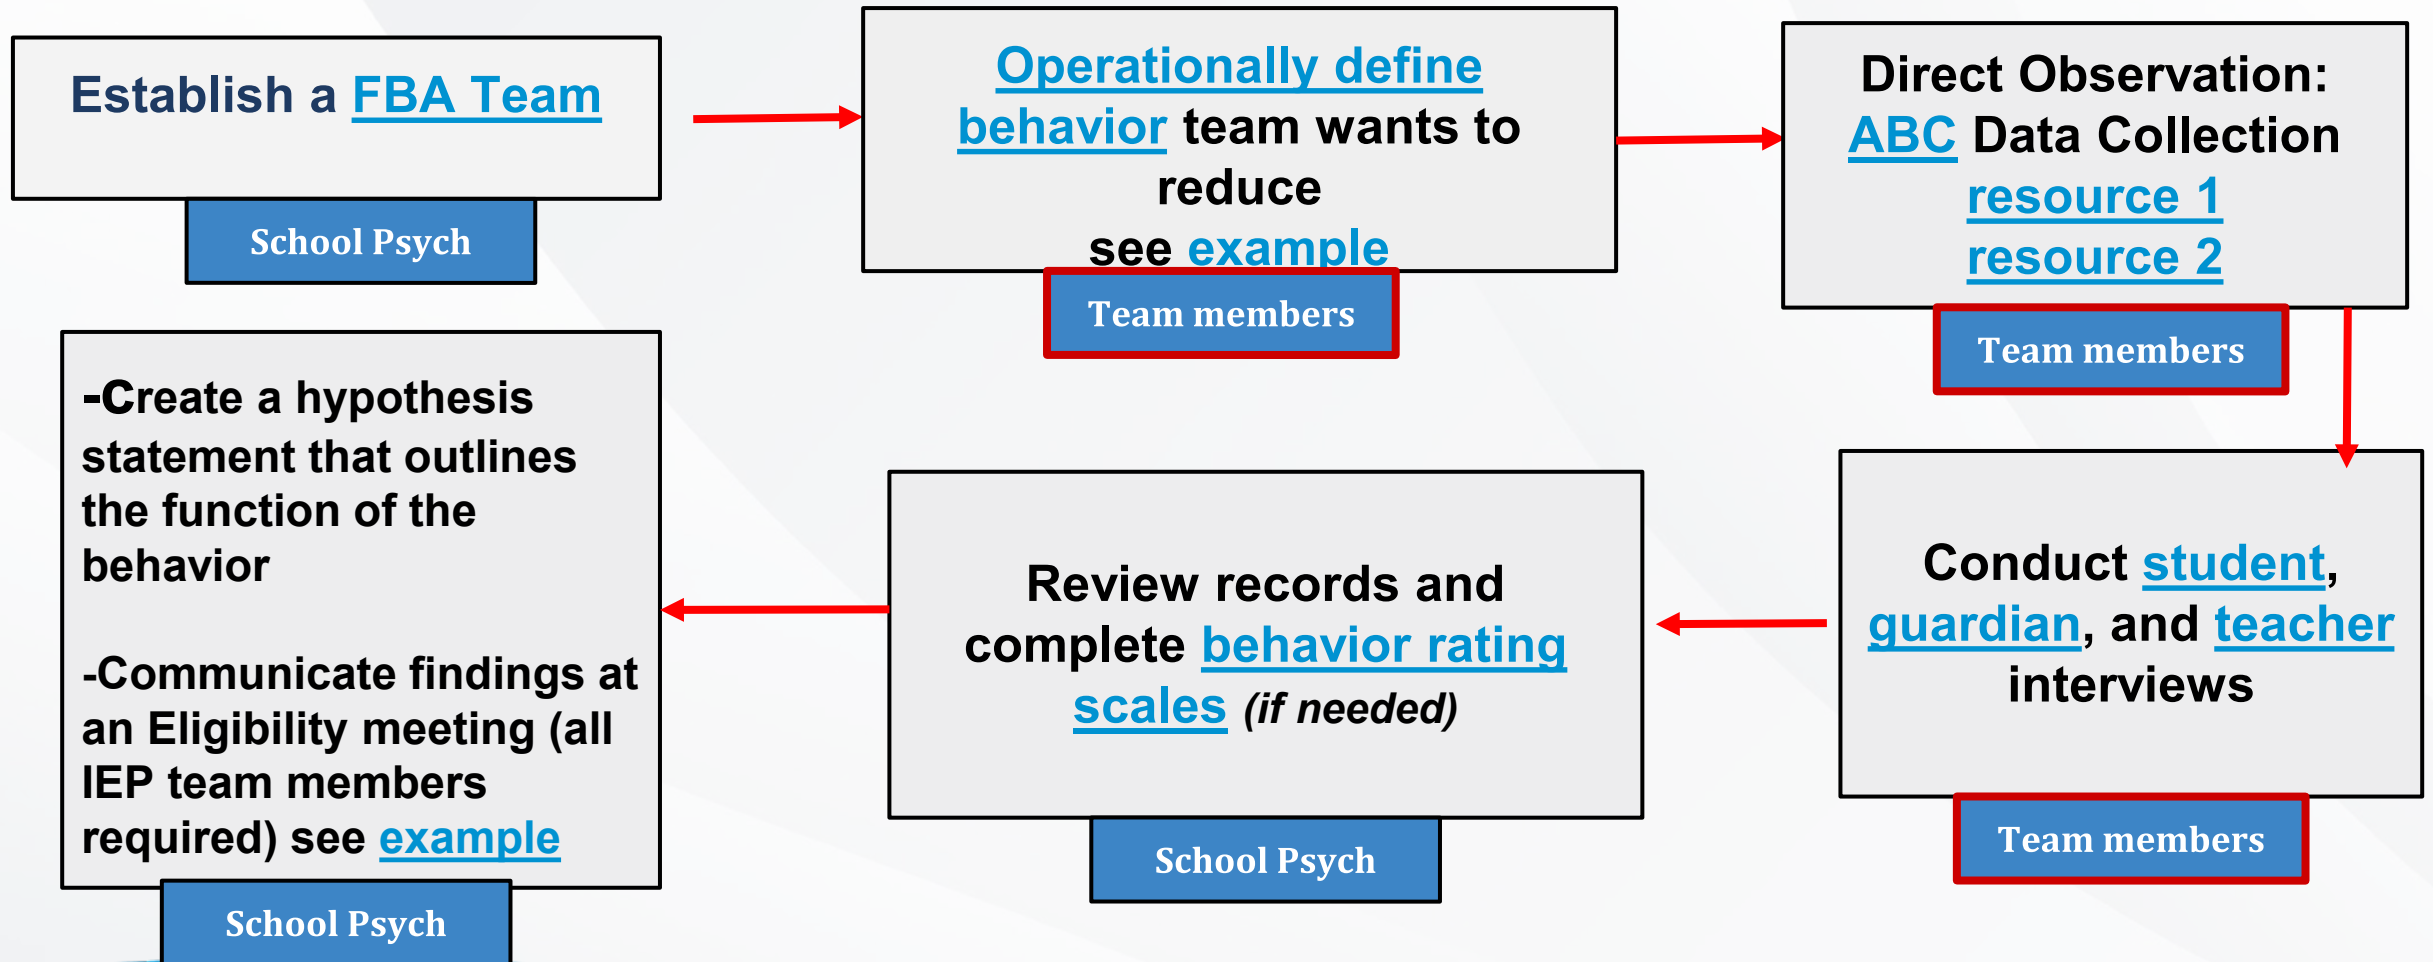 Establish a FBA Team
School Psych
Operationally define
behavior team wants to
reduce
see example
Team members
Direct Observation:
ABC Data Collection
resource 1
resource 2
Team members
Conduct student,
guardian, and teacher
interviews
Team members
Review records and
complete behavior rating
scales (if needed)
School Psych
-Create a hypothesis
statement that outlines
the function of the
behavior
-Communicate findings at
an Eligibility meeting (all
IEP team members
required) see example
School Psych